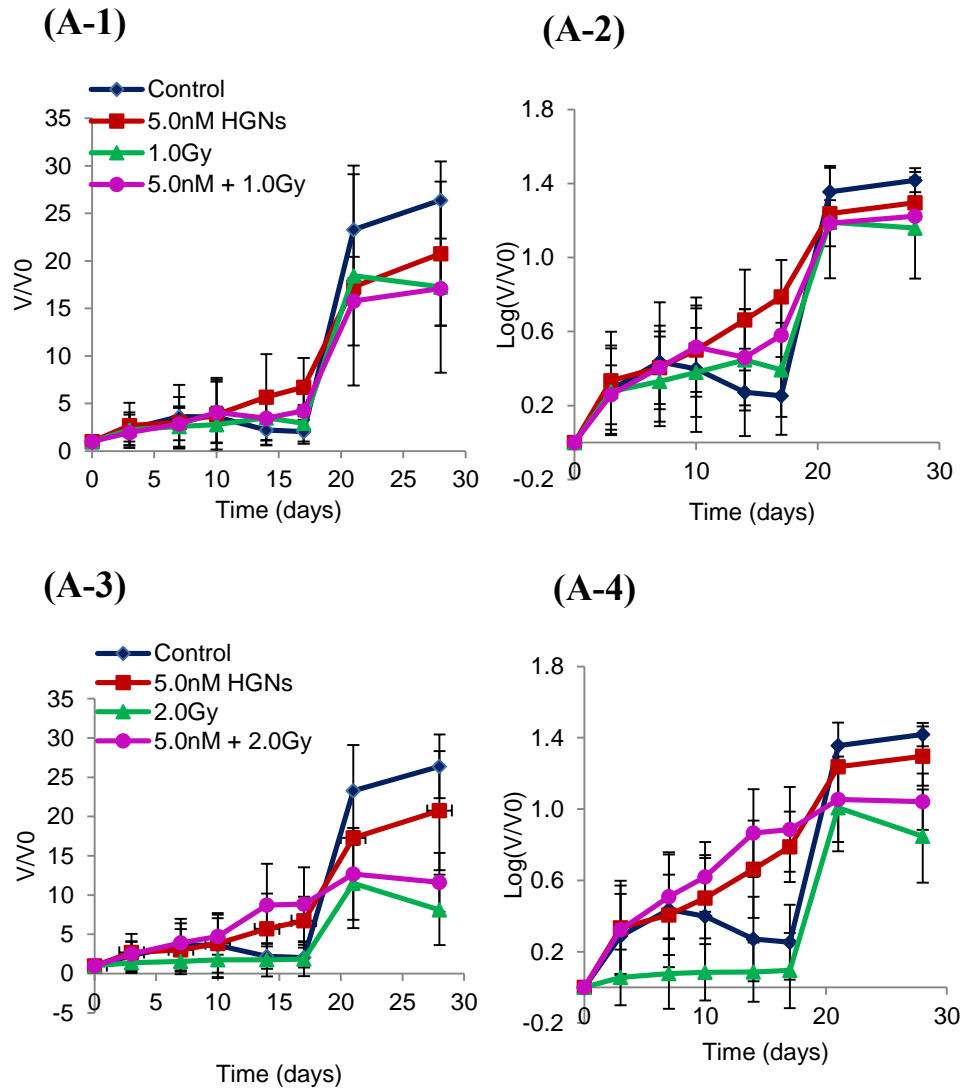 (A-1)
Control
5.0nM HGNs
1.0Gy
5.0nM + 1.0Gy
35
30
25
20
15
10
5
0
V/V0
0 5 10 15 20 25 30
Time (days)
(A-2)
1.8
1.4
1.0
0.6
0.2
-0.2
Log(V/V0)
0 10 20 30
Time (days)
(A-3)
Control
5.0nM HGNs
2.0Gy
5.0nM + 2.0Gy
35
30
25
20
15
10
5
0
-5
V/V0
0 5 10 15 20 25 30
Time (days)
(A-4)
1.8
1.4
1.0
0.6
0.2
-0.2
Log(V/V0)
0 10 20 30
Time (days)